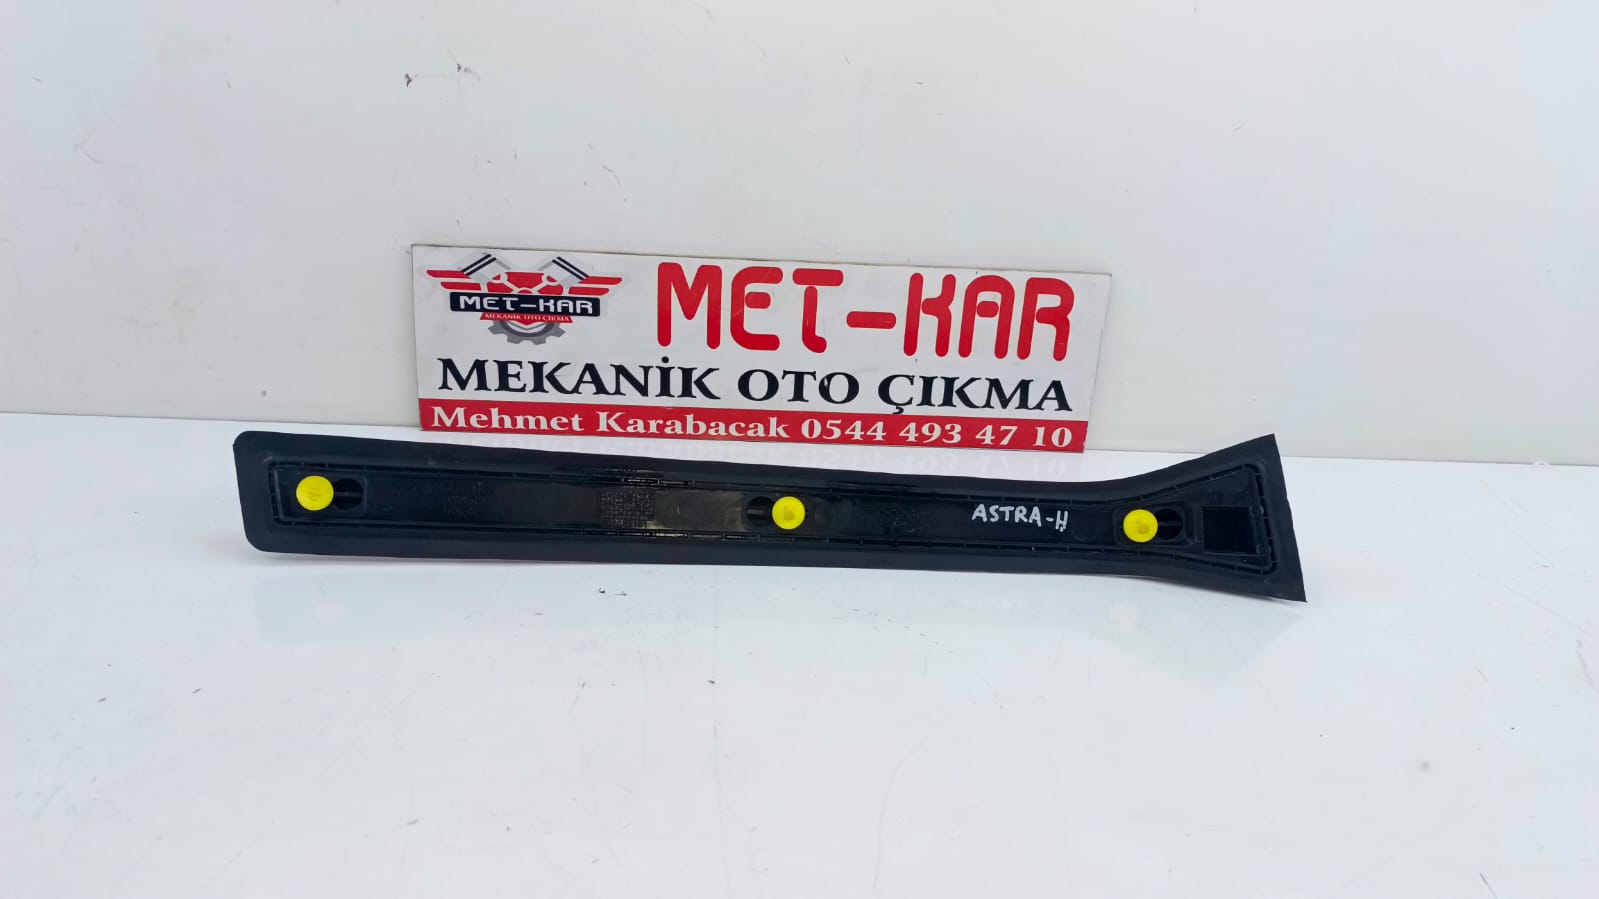 MET-KAR
MEKANİK OTO ÇIKMA
MET-KAR
MEKANİK OTO ÇIKMA
Mehmet Karabacak 0544 493 47 10
ASTRA-H